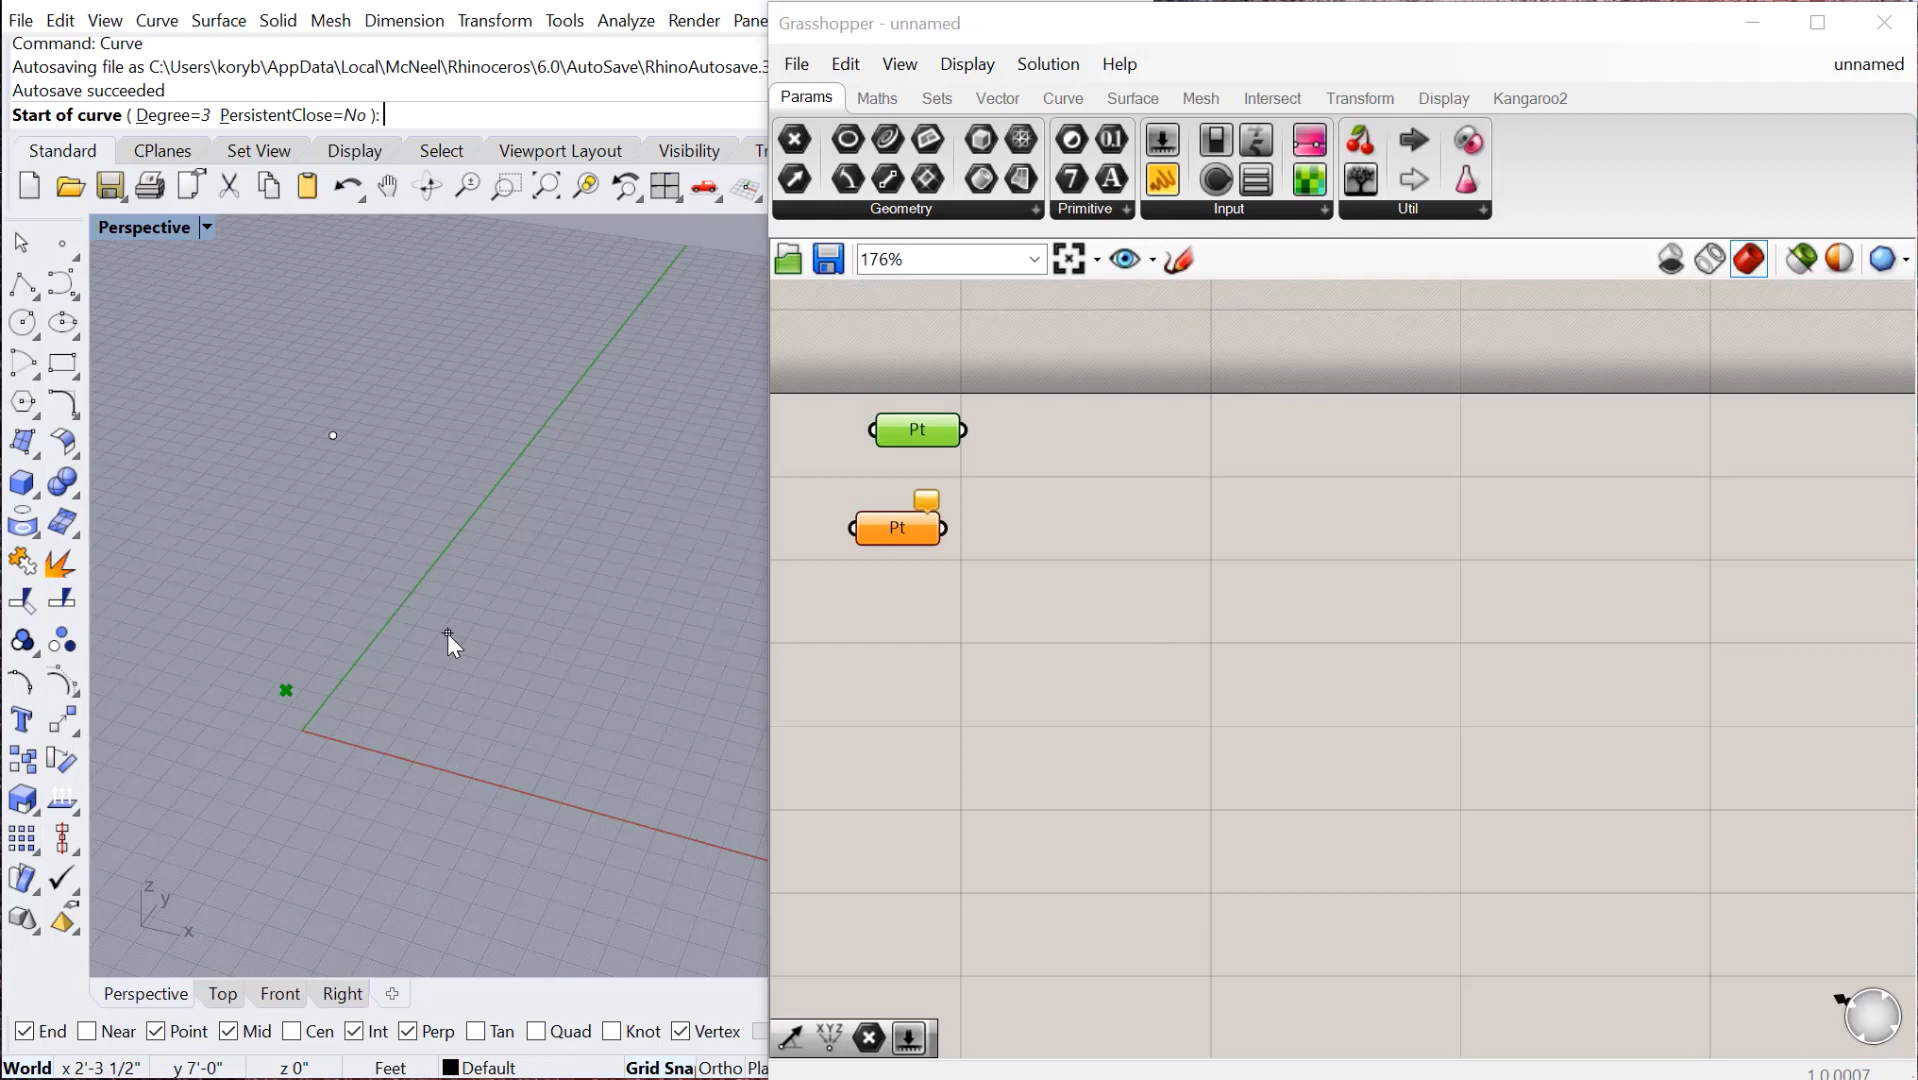 File Edit View Curve Surface Solid Mesh Dimension Transform Tools Analyze Render Pane
Command: Curve
Autosaving file as C:\Users\koryb\AppData\Local\McNeel\Rhinoceros\6.0\AutoSave\RhinoAutosave.3
Autosave succeeded
Start of curve ( Degree=3 PersistentClose=No ):
Standard CPlanes Set View Display Select Viewport Layout Visibility Tr
Perspective
z
y
x
Perspective Top Front Right
End Near Point Mid Cen Int Perp Tan Quad Knot Vertex
World x 2'-3 1/2" y 7'-0" z 0" Feet Default Grid Sna Ortho Pla
Grasshopper - unnamed
File Edit View Display Solution Help unnamed
Params Maths Sets Vector Curve Surface Mesh Intersect Transform Display Kangaroo2
0.1
7 A
Geometry Primitive Input Util
176%
Pt
Pt
XYZ
1.0.0007